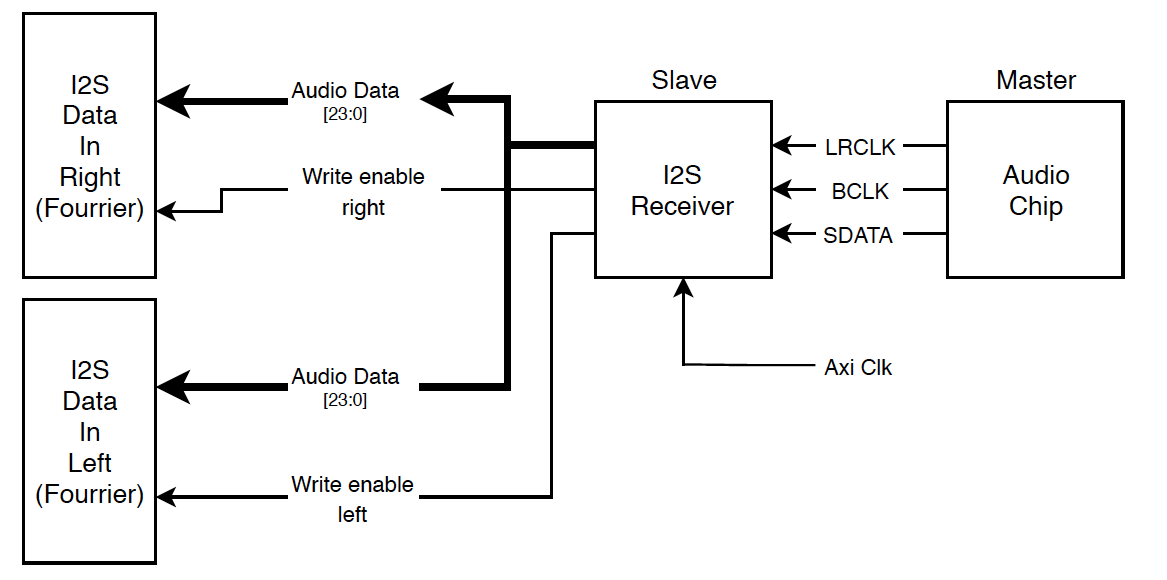 I2S
Data
In
Right
(Fourrier)
Audio Data
[23:0]
Write enable
right
I2S
Data
In
Left
(Fourrier)
Audio Data
[23:0]
Write enable
left
Slave
I2S
Receiver
LRCLK
BCLK
SDATA
Master
Audio
Chip
Axi Clk